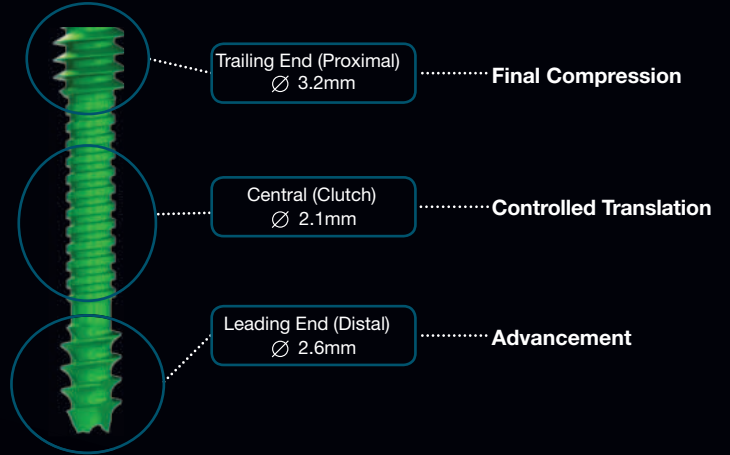 Trailing End (Proximal)
∅ 3.2mm
Final Compression
Central (Clutch)
∅ 2.1mm
Controlled Translation
Leading End (Distal)
∅ 2.6mm
Advancement